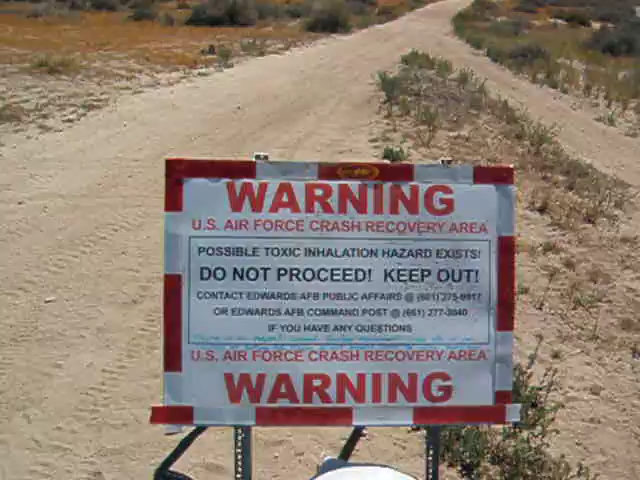 WARNING
U.S. AIR FORCE CRASH RECOVERY AREA
POSSIBLE TOXIC INHALATION HAZARD EXISTS!
DO NOT PROCEED! KEEP OUT!
CONTACT EDWARDS AFB PUBLIC AFFAIRS @ (661)
OR EDWARDS AFB COMMAND POST @ (661) 277-3040
IF YOU HAVE ANY QUESTIONS
U.S. AIR FORCE CRASH RECOVERY AREA
WARNING